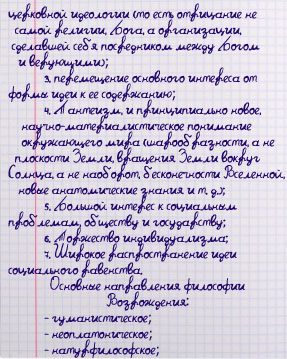 церковной идеологии (то есть отрицание не
самой религии, Бога, а организации,
сделавшей себя посредником между Богом
и верующими);
3. перемещение основного интереса от
формы идеи к ее содержанию;
4. Пантеизм, и принципиально новое,
научно-материалистическое понимание
окружающего мира (шарообразности, а не
плоскости Земли, вращения Земли вокруг
Солнца, а не наоборот, бесконечности Вселенной,
новые анатомические знания и т. д.);
5. Большой интерес к социальным
проблемам, обществу и государству;
6. Торжество индивидуализма;
7. Широкое распространение идеи
социального равенства.
Основные направления философии
Возрождения:
- гуманистическое;
- неоплатоническое;
- натурфилософское;